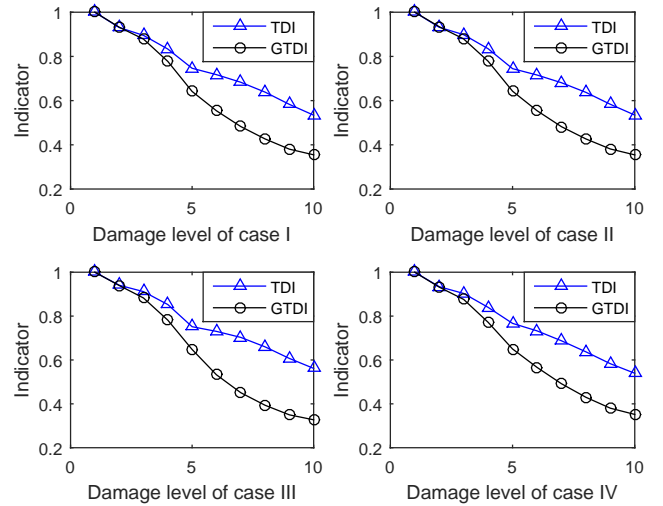 1
0.8
0.6
0.4
0.2
Indicator
TDI
GTDI
0
5
10
Damage level of case I
1
0.8
0.6
0.4
0.2
Indicator
TDI
GTDI
0
5
10
Damage level of case II
1
0.8
0.6
0.4
0.2
Indicator
TDI
GTDI
0
5
10
Damage level of case III
1
0.8
0.6
0.4
0.2
Indicator
TDI
GTDI
0
5
10
Damage level of case IV